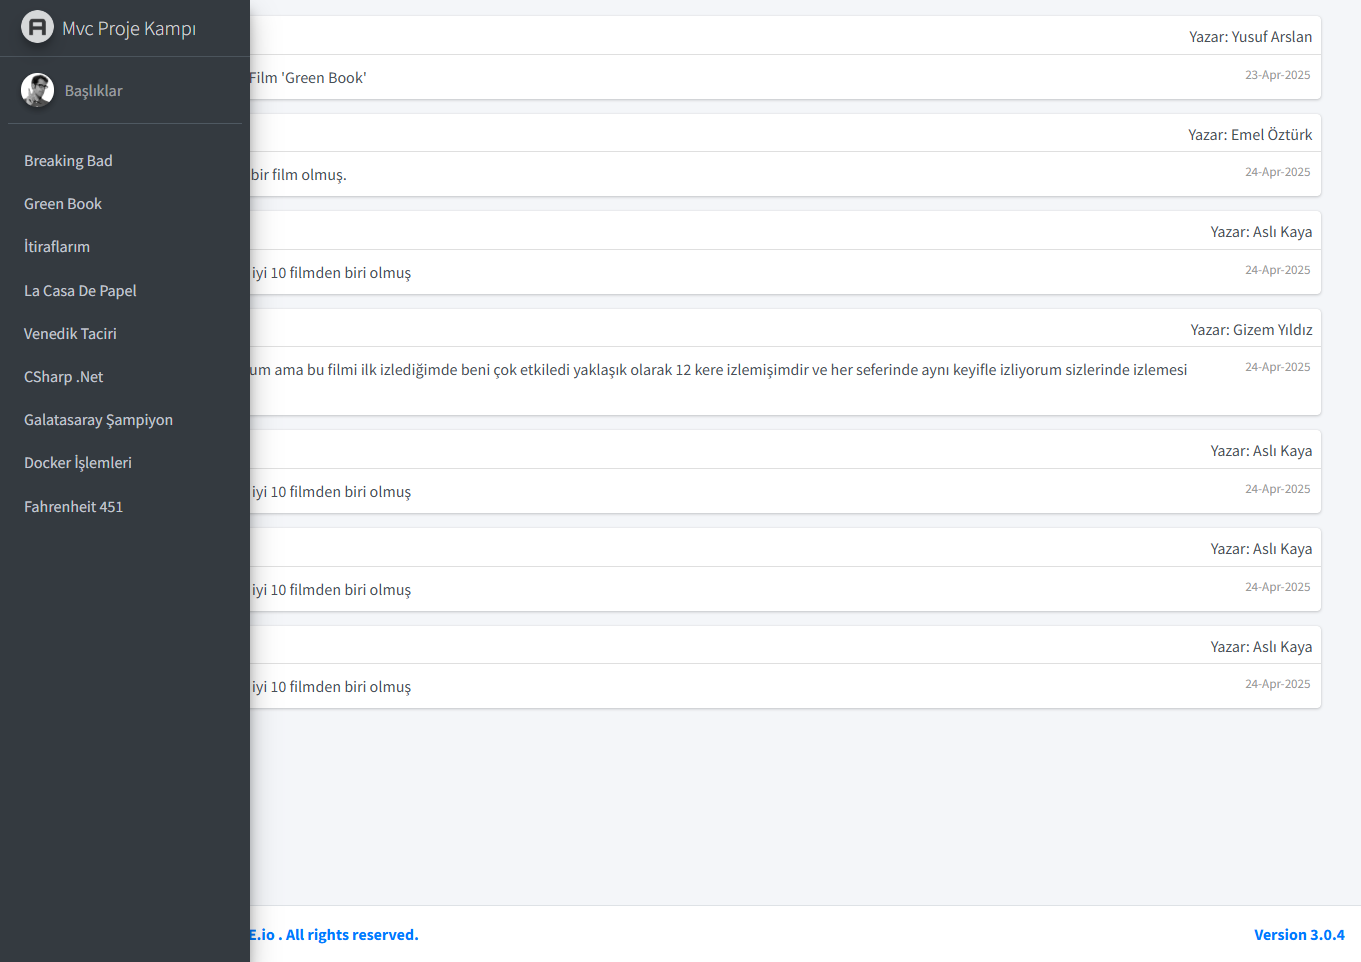 Mvc Proje Kampı
Başlıklar
Breaking Bad
Green Book
İtiraflarım
La Casa De Papel
Venedik Taciri
CSharp .Net
Galatasaray Şampiyon
Docker İşlemleri
Fahrenheit 451
Yazar: Yusuf Arslan
Film 'Green Book'
23-Apr-2025
Yazar: Emel Öztürk
bir film olmuş.
24-Apr-2025
Yazar: Aslı Kaya
iyi 10 filmden biri olmuş
24-Apr-2025
Yazar: Gizem Yıldız
um ama bu filmi ilk izlediğimde beni çok etkiledi yaklaşık olarak 12 kere izlemişimdir ve her seferinde aynı keyifle izliyorum sizlerinde izlemesi
24-Apr-2025
Yazar: Aslı Kaya
iyi 10 filmden biri olmuş
24-Apr-2025
Yazar: Aslı Kaya
iyi 10 filmden biri olmuş
24-Apr-2025
Yazar: Aslı Kaya
iyi 10 filmden biri olmuş
24-Apr-2025
E.io . All rights reserved.
Version 3.0.4